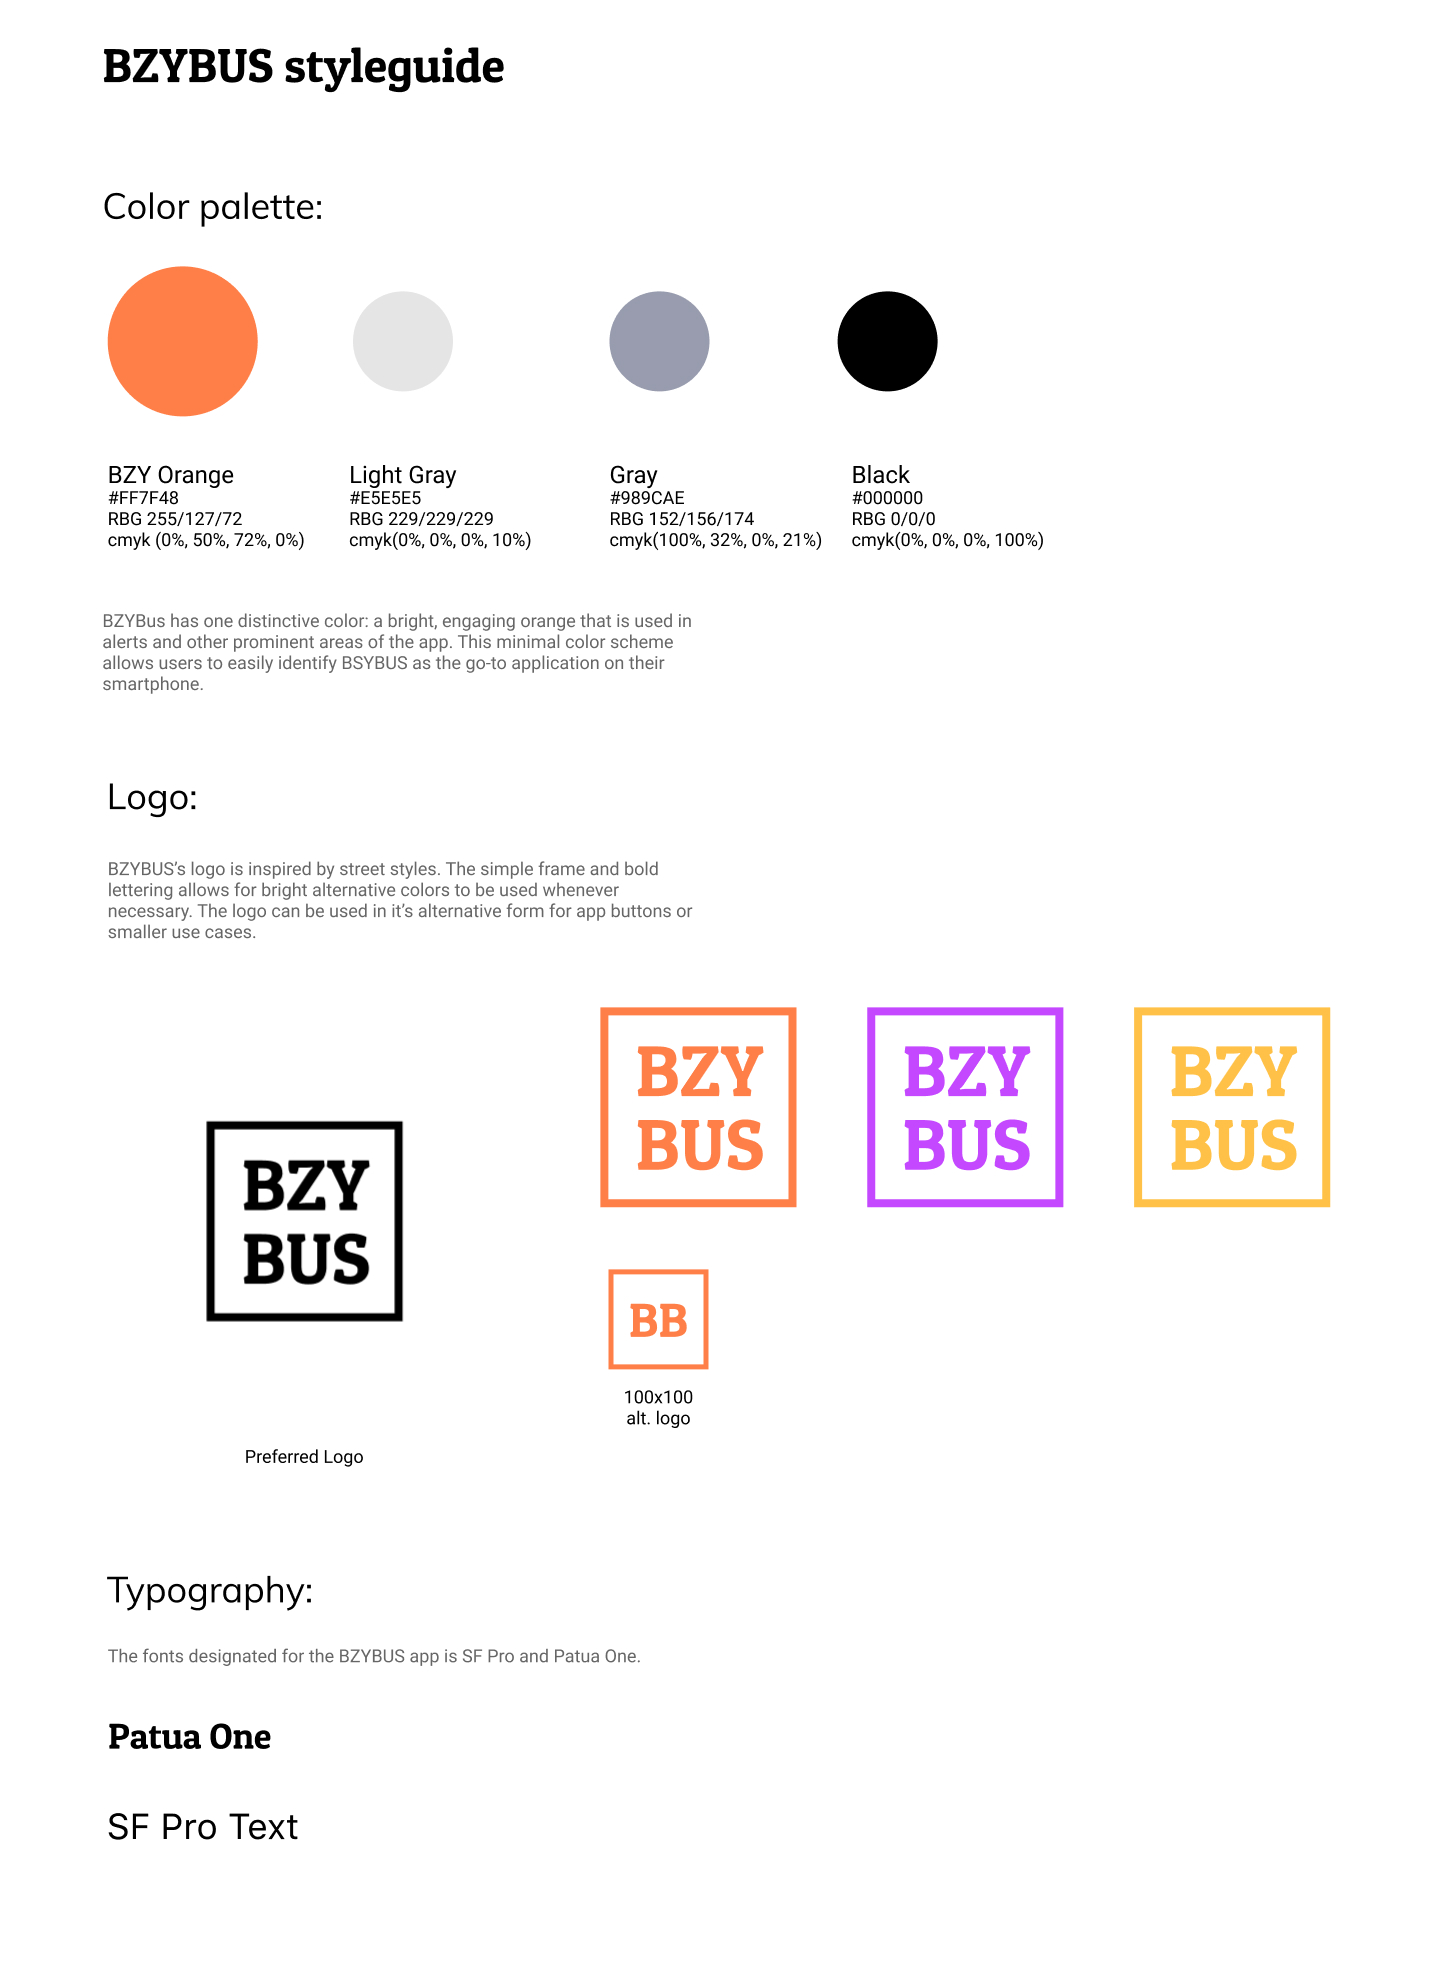 BZYBUS styleguide
Color palette:
BZY Orange
#FF7F48
RBG 255/127/72
cmyk (0%, 50%, 72%, 0%)
Light Gray
#E5E5E5
RBG 229/229/229
cmyk(0%, 0%, 0%, 10%)
Gray
#989CAE
RBG 152/156/174
cmyk(100%, 32%, 0%, 21%)
Black
#000000
RBG 0/0/0
cmyk(0%, 0%, 0%, 100%)
BZYBus has one distinctive color: a bright, engaging orange that is used in
alerts and other prominent areas of the app. This minimal color scheme
allows users to easily identify BSYBUS as the go-to application on their
smartphone.
Logo:
BZYBUS’s logo is inspired by street styles. The simple frame and bold
lettering allows for bright alternative colors to be used whenever
necessary. The logo can be used in it’s alternative form for app buttons or
smaller use cases.
BZY
BUS
Preferred Logo
BZY
BUS
BZY
BUS
BZY
BUS
BB
100x100
alt. logo
Typography:
The fonts designated for the BZYBUS app is SF Pro and Patua One.
Patua One
SF Pro Text